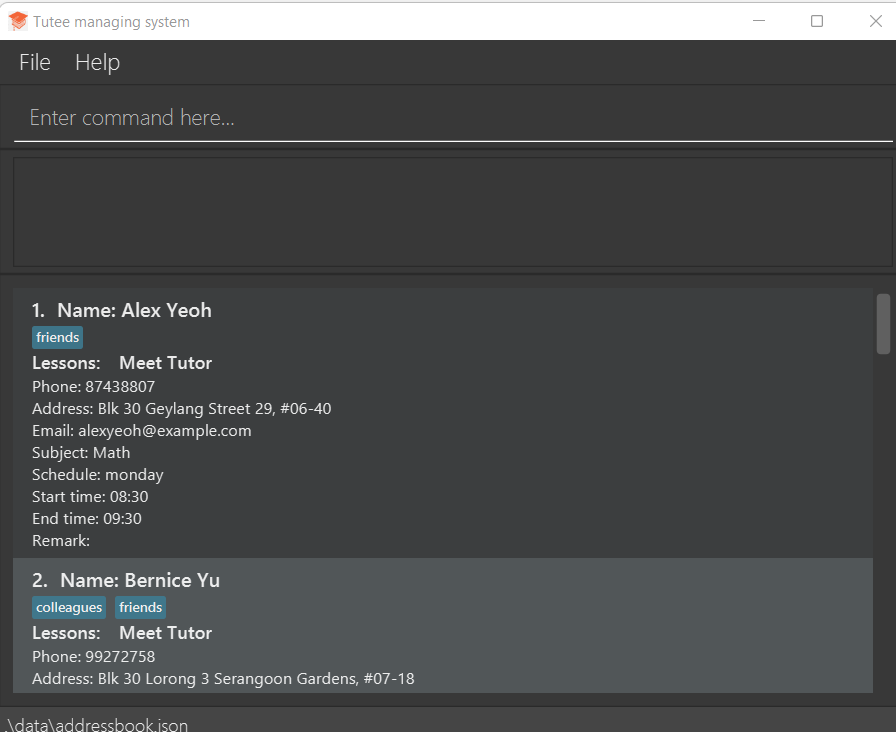 Tutee managing system
File Help
Enter command here...
1. Name: Alex Yeoh
friends
Lessons: Meet Tutor
Phone: 87438807
Address: Blk 30 Geylang Street 29, #06-40
Email: alexyeoh@example.com
Subject: Math
Schedule: monday
Start time: 08:30
End time: 09:30
Remark:
2. Name: Bernice Yu
colleagues friends
Lessons: Meet Tutor
Phone: 99272758
Address: Blk 30 Lorong 3 Serangoon Gardens, #07-18
.\data\addressbook.json